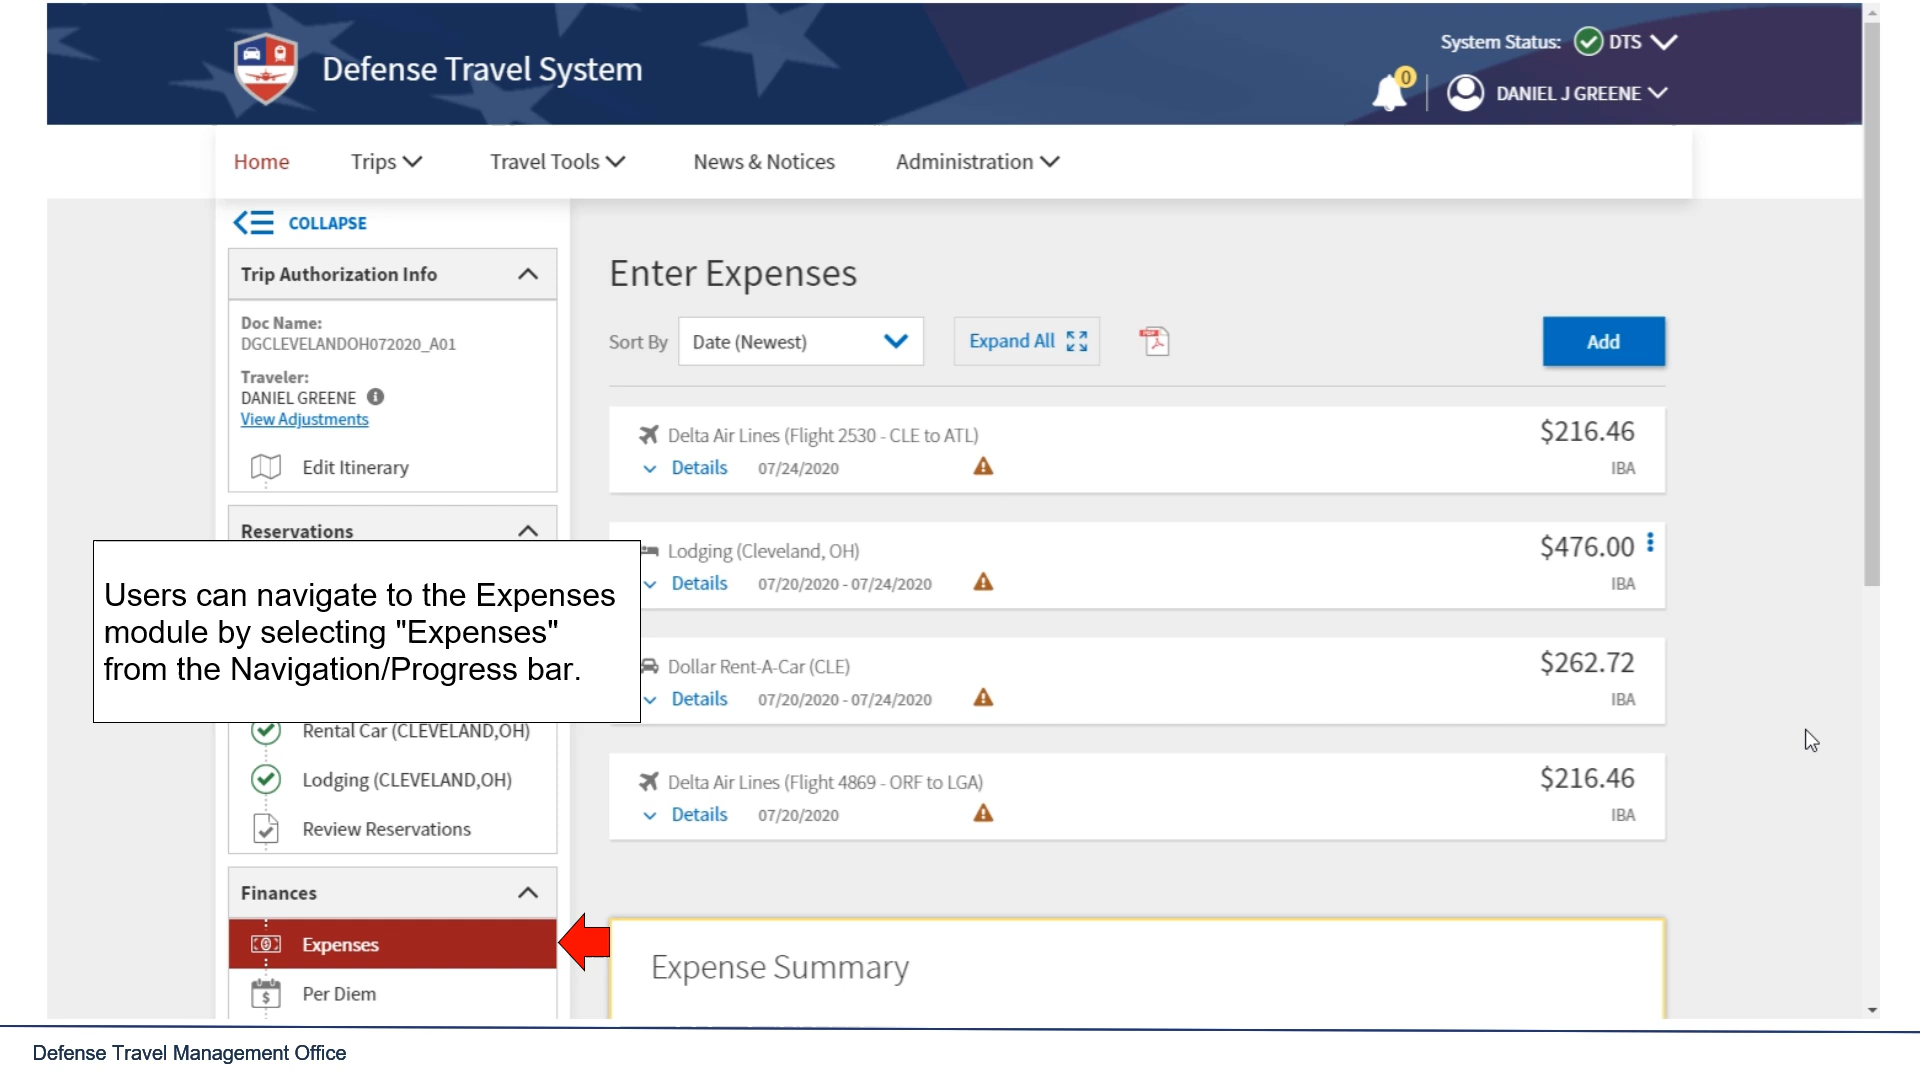 Defense Travel System
System Status: DTS
0
DANIEL J GREENE
Home
Trips
Travel Tools
News & Notices
Administration
COLLAPSE
Trip Authorization Info
Doc Name:
DGCLEVELANDOH072020_A01
Traveler:
DANIEL GREENE
View Adjustments
Edit Itinerary
Reservations
Users can navigate to the Expenses
module by selecting "Expenses"
from the Navigation/Progress bar.
Rental Car (CLEVELAND,OH)
Lodging (CLEVELAND,OH)
Review Reservations
Finances
Expenses
Per Diem
Enter Expenses
Sort By
Date (Newest)
Expand All
PDF
Add
Delta Air Lines (Flight 2530 - CLE to ATL)
$216.46
Details 07/24/2020
IBA
Lodging (Cleveland, OH)
$476.00
Details 07/20/2020 - 07/24/2020
IBA
Dollar Rent-A-Car (CLE)
$262.72
Details 07/20/2020 - 07/24/2020
IBA
Delta Air Lines (Flight 4869 - ORF to LGA)
$216.46
Details 07/20/2020
IBA
Expense Summary
Defense Travel Management Office